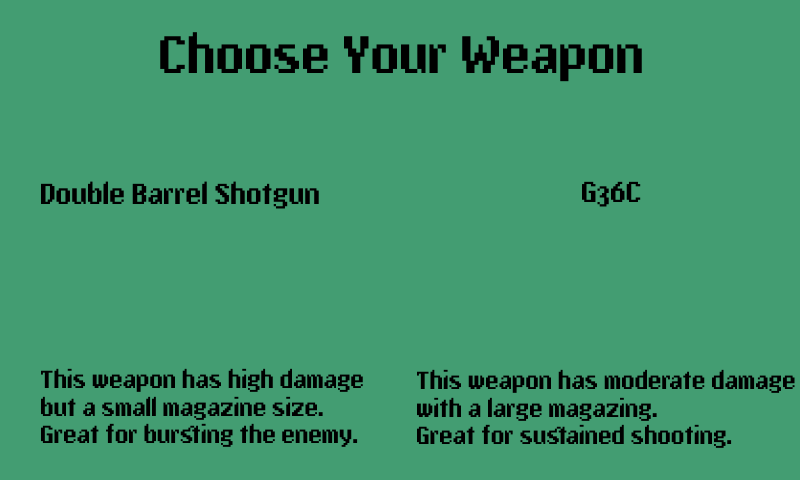 Choose Your Weapon
Double Barrel Shotgun
G36C
This weapon has high damage
but a small magazine size.
Great for bursting the enemy.
This weapon has moderate damage
with a large magazing.
Great for sustained shooting.